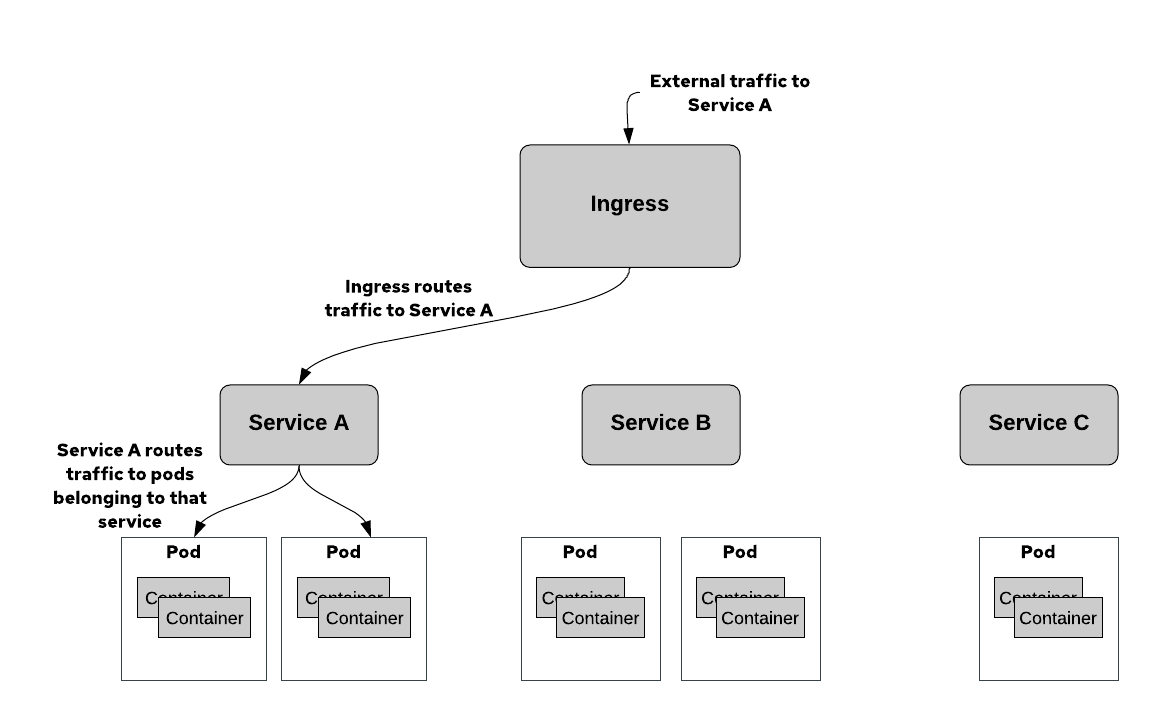 External traffic to
Service A
Ingress
Ingress routes
traffic to Service A
Service A
Service B
Service C
Service A routes
traffic to pods
belonging to that
service
Pod
Container
Container
Pod
Container
Container
Pod
Container
Container
Pod
Container
Container
Pod
Container
Container